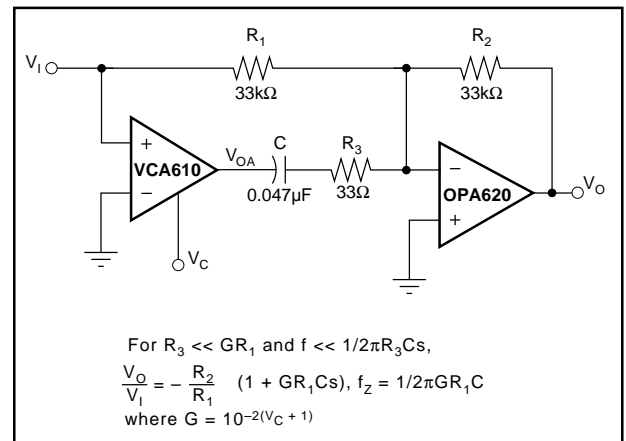 R1
R2
VI
33kΩ
33kΩ
C
R3
+
VCA610
VOA
−
−
OPA620
VO
0.047µF
33Ω
+
VC
For R3 << GR1 and f << 1/2πR3Cs,
VO/VI = − R2/R1 (1 + GR1Cs), fZ = 1/2πGR1C
where G = 10^−2(VC + 1)